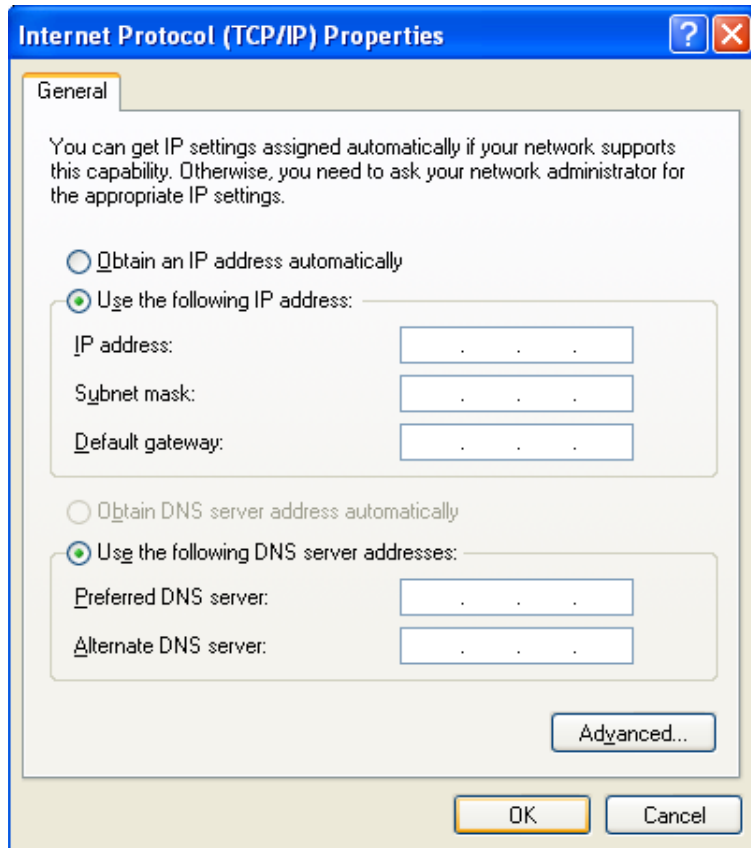 Internet Protocol (TCP/IP) Properties
General
You can get IP settings assigned automatically if your network supports
this capability. Otherwise, you need to ask your network administrator for
the appropriate IP settings.
Obtain an IP address automatically
Use the following IP address:
IP address: . . .
Subnet mask: . . .
Default gateway: . . .
Obtain DNS server address automatically
Use the following DNS server addresses:
Preferred DNS server: . . .
Alternate DNS server: . . .
Advanced...
OK Cancel